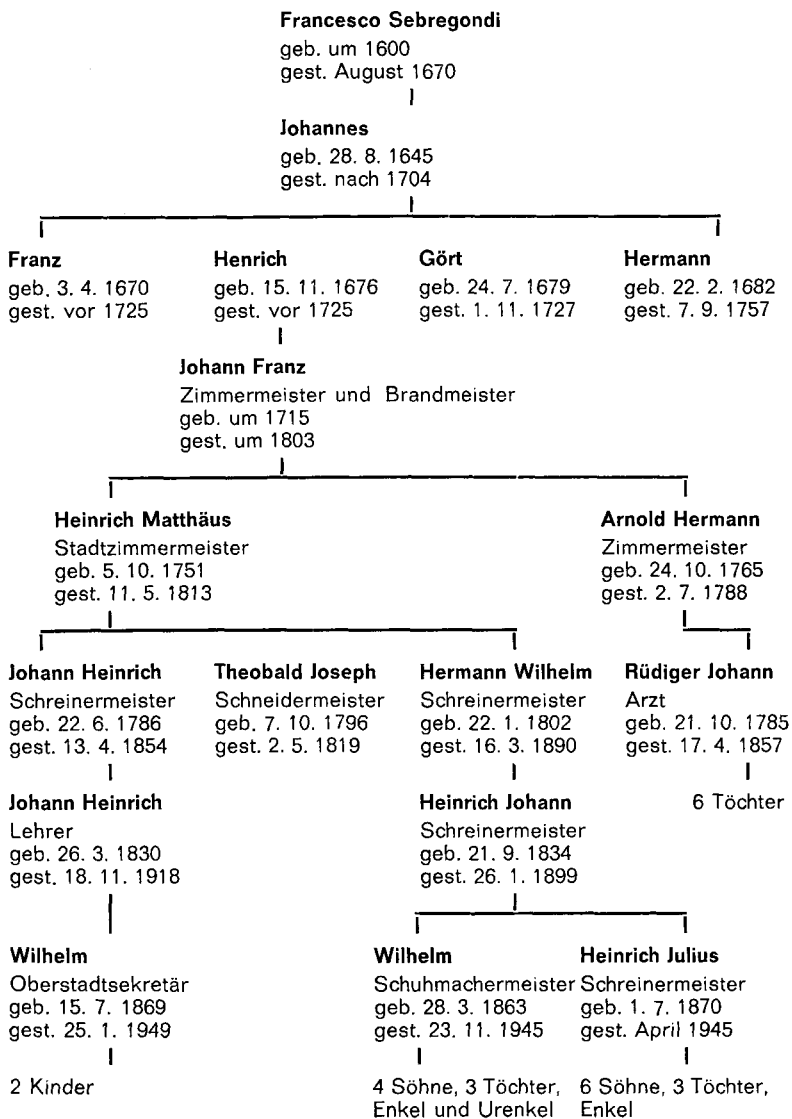 Francesco Sebregondi
geb. um 1600
gest. August 1670
Johannes
geb. 28. 8. 1645
gest. nach 1704
Franz
geb. 3. 4. 1670
gest. vor 1725
Henrich
geb. 15. 11. 1676
gest. vor 1725
Gört
geb. 24. 7. 1679
gest. 1. 11. 1727
Hermann
geb. 22. 2. 1682
gest. 7. 9. 1757
Johann Franz
Zimmermeister und Brandmeister
geb. um 1715
gest. um 1803
Heinrich Matthäus
Stadtzimmermeister
geb. 5. 10. 1751
gest. 11. 5. 1813
Arnold Hermann
Zimmermeister
geb. 24. 10. 1765
gest. 2. 7. 1788
Johann Heinrich
Schreinermeister
geb. 22. 6. 1786
gest. 13. 4. 1854
Theobald Joseph
Schneidermeister
geb. 7. 10. 1796
gest. 2. 5. 1819
Hermann Wilhelm
Schreinermeister
geb. 22. 1. 1802
gest. 16. 3. 1890
Rüdiger Johann
Arzt
geb. 21. 10. 1785
gest. 17. 4. 1857
Johann Heinrich
Lehrer
geb. 26. 3. 1830
gest. 18. 11. 1918
Heinrich Johann
Schreinermeister
geb. 21. 9. 1834
gest. 26. 1. 1899
6 Töchter
Wilhelm
Oberstadtsekretär
geb. 15. 7. 1869
gest. 25. 1. 1949
Wilhelm
Schuhmachermeister
geb. 28. 3. 1863
gest. 23. 11. 1945
Heinrich Julius
Schreinermeister
geb. 1. 7. 1870
gest. April 1945
2 Kinder
4 Söhne, 3 Töchter,
Enkel und Urenkel
6 Söhne, 3 Töchter,
Enkel